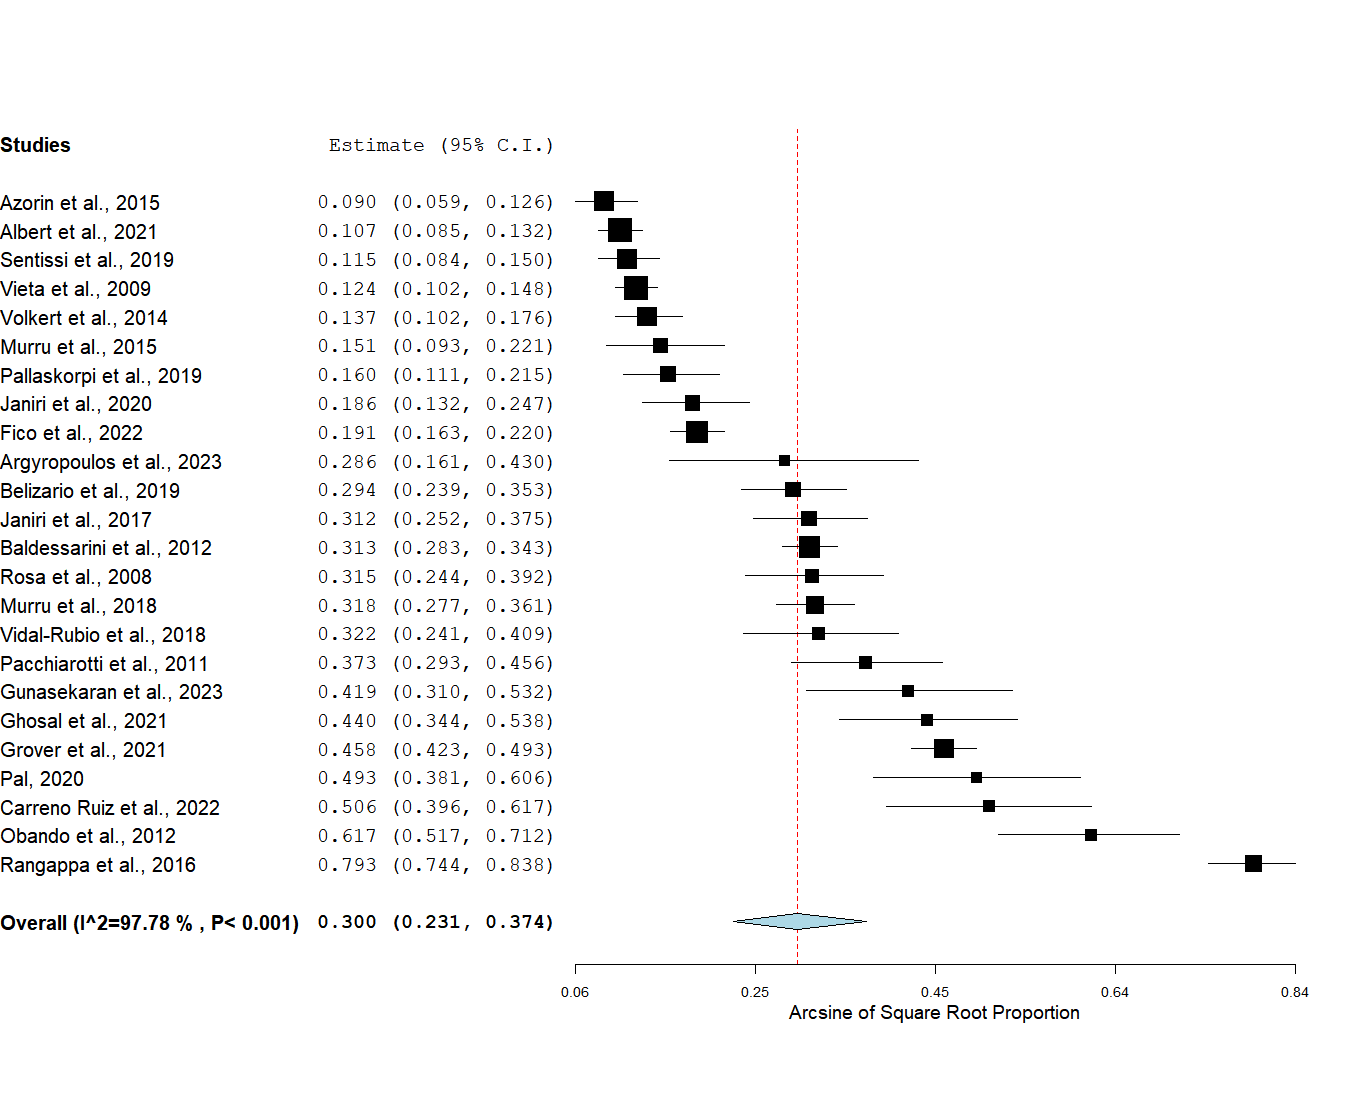 Studies Estimate (95% C.I.)
Azorin et al., 2015 0.090 (0.059, 0.126)
Albert et al., 2021 0.107 (0.085, 0.132)
Sentissi et al., 2019 0.115 (0.084, 0.150)
Vieta et al., 2009 0.124 (0.102, 0.148)
Volkert et al., 2014 0.137 (0.102, 0.176)
Murru et al., 2015 0.151 (0.093, 0.221)
Pallaskorpi et al., 2019 0.160 (0.111, 0.215)
Janiri et al., 2020 0.186 (0.132, 0.247)
Fico et al., 2022 0.191 (0.163, 0.220)
Argyropoulos et al., 2023 0.286 (0.161, 0.430)
Belizario et al., 2019 0.294 (0.239, 0.353)
Janiri et al., 2017 0.312 (0.252, 0.375)
Baldessarini et al., 2012 0.313 (0.283, 0.343)
Rosa et al., 2008 0.315 (0.244, 0.392)
Murru et al., 2018 0.318 (0.277, 0.361)
Vidal-Rubio et al., 2018 0.322 (0.241, 0.409)
Pacchiarotti et al., 2011 0.373 (0.293, 0.456)
Gunasekaran et al., 2023 0.419 (0.310, 0.532)
Ghosal et al., 2021 0.440 (0.344, 0.538)
Grover et al., 2021 0.458 (0.423, 0.493)
Pal, 2020 0.493 (0.381, 0.606)
Carreno Ruiz et al., 2022 0.506 (0.396, 0.617)
Obando et al., 2012 0.617 (0.517, 0.712)
Rangappa et al., 2016 0.793 (0.744, 0.838)
Overall (I^2=97.78 % , P< 0.001) 0.300 (0.231, 0.374)
0.06 0.25 0.45 0.64 0.84
Arcsine of Square Root Proportion